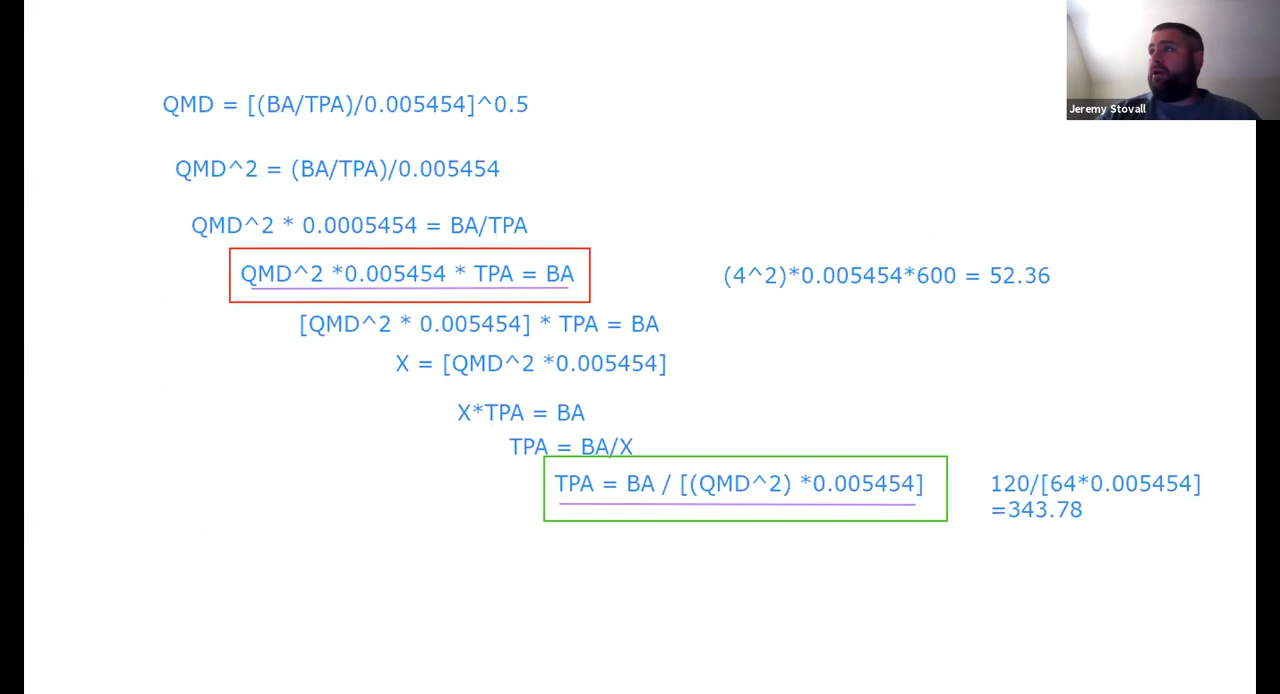 Jeremy Stovall
QMD = [(BA/TPA)/0.005454]^0.5
QMD^2 = (BA/TPA)/0.005454
QMD^2 * 0.0005454 = BA/TPA
QMD^2 *0.005454 * TPA = BA
(4^2)*0.005454*600 = 52.36
[QMD^2 * 0.005454] * TPA = BA
X = [QMD^2 *0.005454]
X*TPA = BA
TPA = BA/X
TPA = BA / [(QMD^2) *0.005454]
120/[64*0.005454]
=343.78